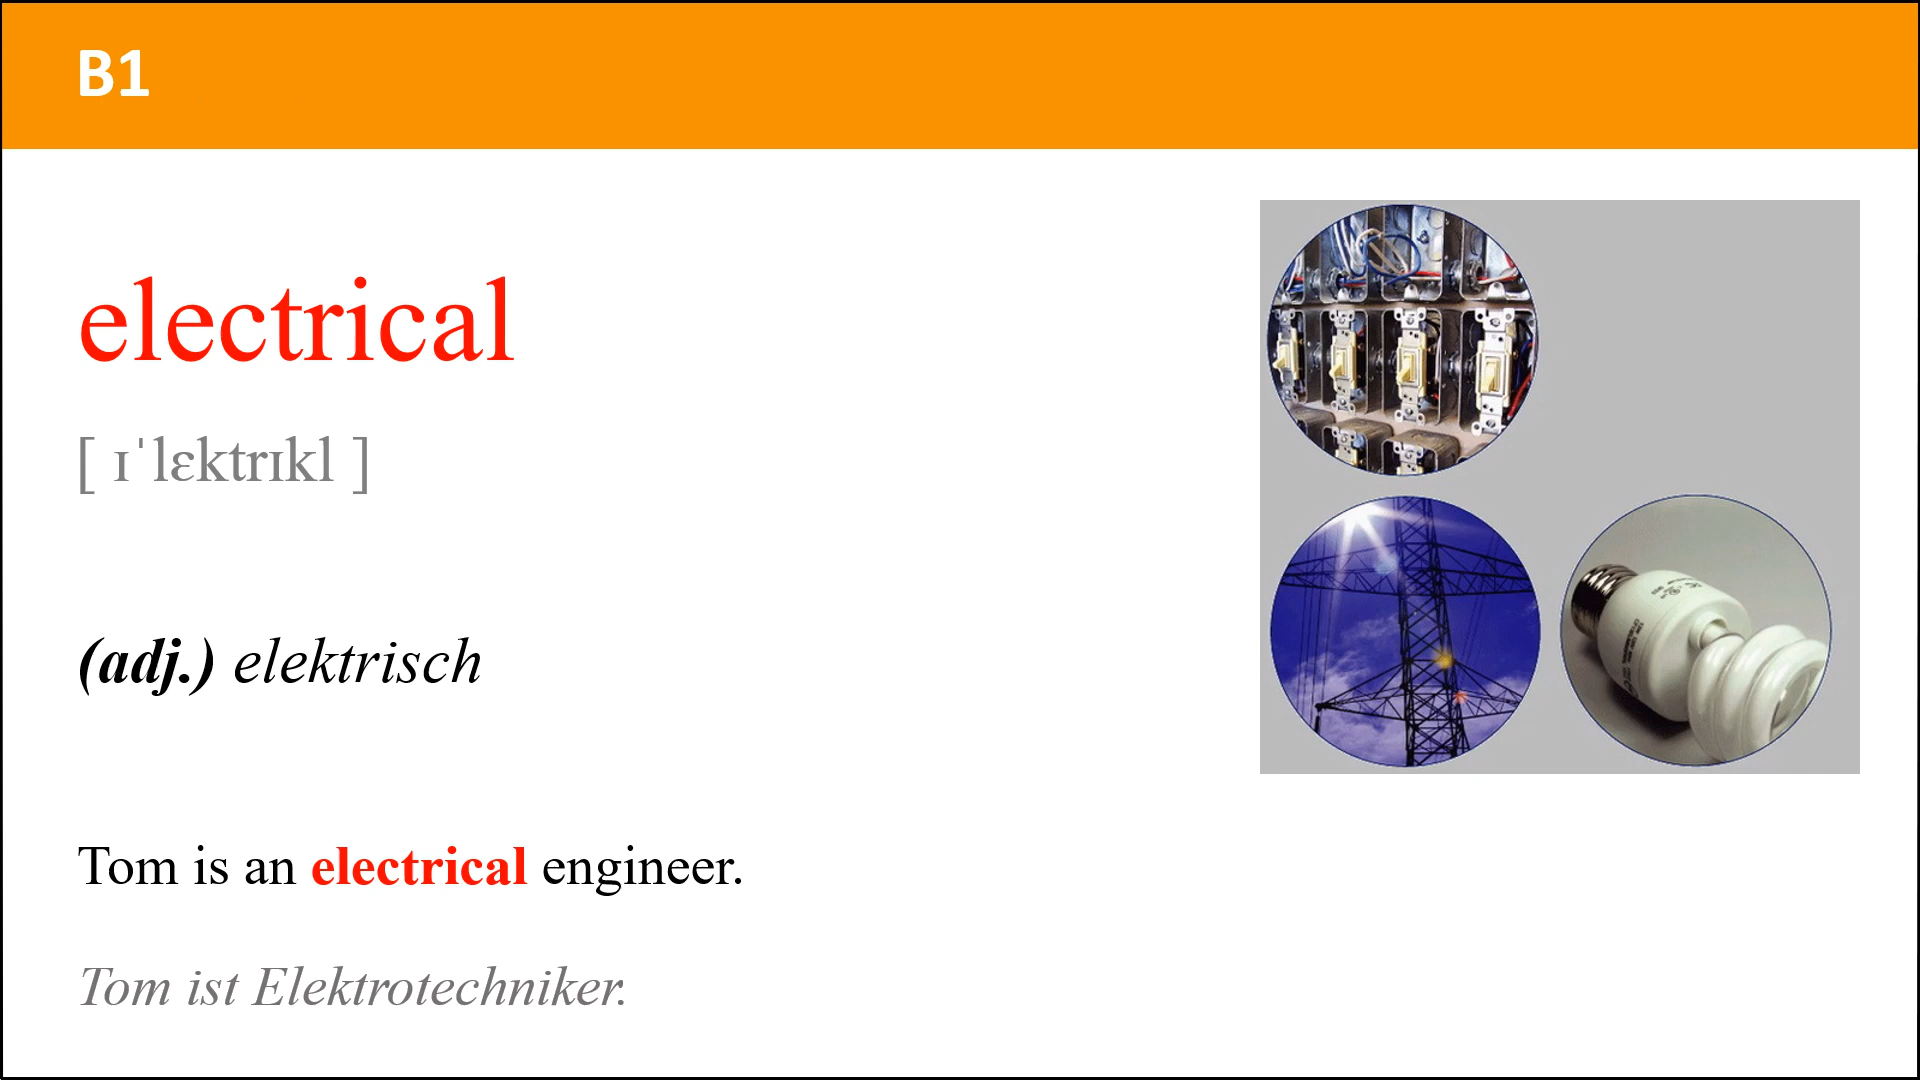 B1
electrical
[ ɪˈlɛktrɪkl ]
(adj.) elektrisch
Tom is an electrical engineer.
Tom ist Elektrotechniker.